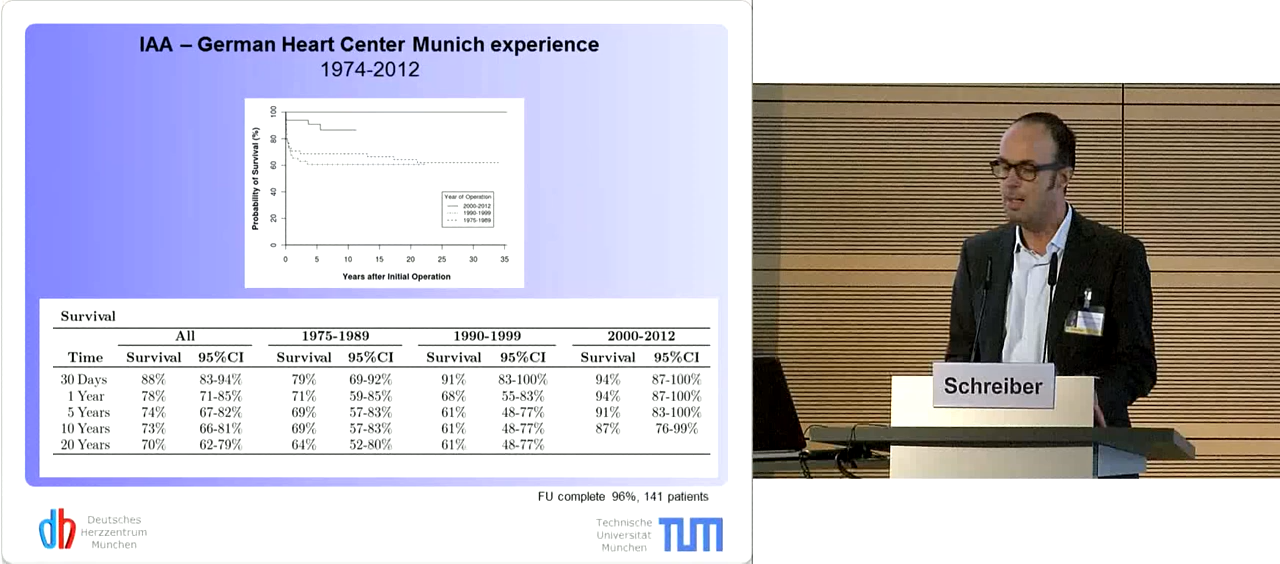 IAA – German Heart Center Munich experience
1974-2012
Probability of Survival (%)
100
80
60
40
20
0
Year of Operation
2000-2012
1990-1999
1975-1989
0 5 10 15 20 25 30 35
Years after Initial Operation
Survival
All 1975-1989 1990-1999 2000-2012
Time Survival 95%CI Survival 95%CI Survival 95%CI Survival 95%CI
30 Days 88% 83-94% 79% 69-92% 91% 83-100% 94% 87-100%
1 Year 78% 71-85% 71% 59-85% 68% 55-83% 94% 87-100%
5 Years 74% 67-82% 69% 57-83% 61% 48-77% 91% 83-100%
10 Years 73% 66-81% 69% 57-83% 61% 48-77% 87% 76-99%
20 Years 70% 62-79% 64% 52-80% 61% 48-77%
FU complete 96%, 141 patients
dh
Deutsches
Herzzentrum
Munchen
Technische
Universität
Munchen
TUM
Schreiber